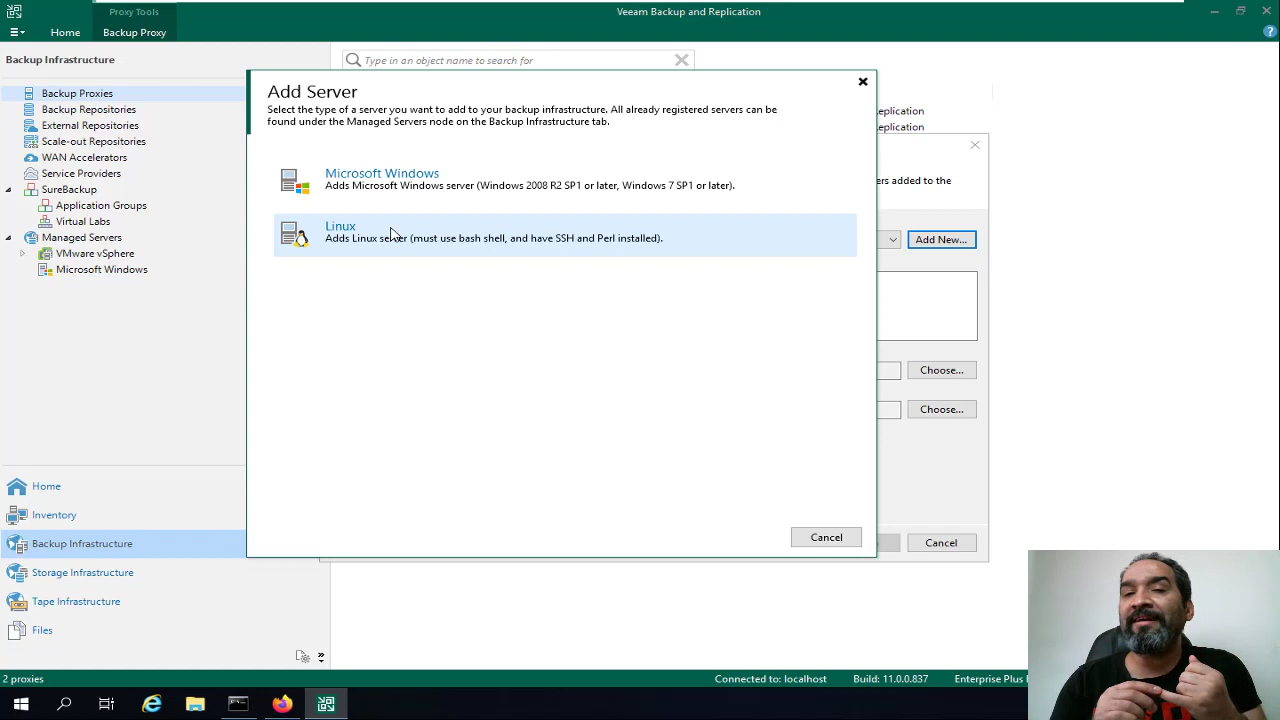 Proxy Tools
Veeam Backup and Replication
Home
Backup Proxy
?
Backup Infrastructure
Type in an object name to search for
Backup Proxies
Backup Repositories
External Repositories
Scale-out Repositories
WAN Accelerators
Service Providers
SureBackup
Application Groups
Virtual Labs
Managed Servers
VMware vSphere
Microsoft Windows
Add Server
Select the type of a server you want to add to your backup infrastructure. All already registered servers can be
found under the Managed Servers node on the Backup Infrastructure tab.
Microsoft Windows
Adds Microsoft Windows server (Windows 2008 R2 SP1 or later, Windows 7 SP1 or later).
Linux
Adds Linux server (must use bash shell, and have SSH and Perl installed).
Cancel
eplication
eplication
ers added to the
Add New...
Choose...
Choose...
Cancel
Home
Inventory
Backup Infrastructure
Storage Infrastructure
Tape Infrastructure
Files
2 proxies
Connected to: localhost
Build: 11.0.0.837
Enterprise Plus